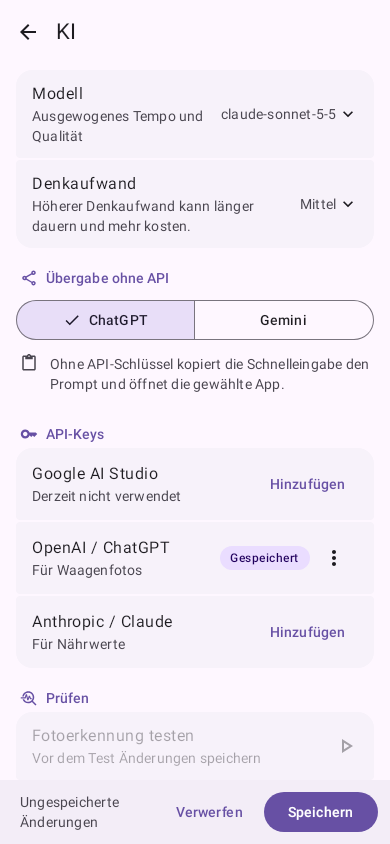 KI
Modell
Ausgewogenes Tempo und
Qualität
claude-sonnet-5-5
Denkaufwand
Höherer Denkaufwand kann länger
dauern und mehr kosten.
Mittel
Übergabe ohne API
ChatGPT
Gemini
Ohne API-Schlüssel kopiert die Schnelleingabe den
Prompt und öffnet die gewählte App.
API-Keys
Google AI Studio
Derzeit nicht verwendet
Hinzufügen
OpenAI / ChatGPT
Für Waagenfotos
Gespeichert
Anthropic / Claude
Für Nährwerte
Hinzufügen
Prüfen
Fotoerkennung testen
Vor dem Test Änderungen speichern
Ungespeicherte
Änderungen
Verwerfen
Speichern